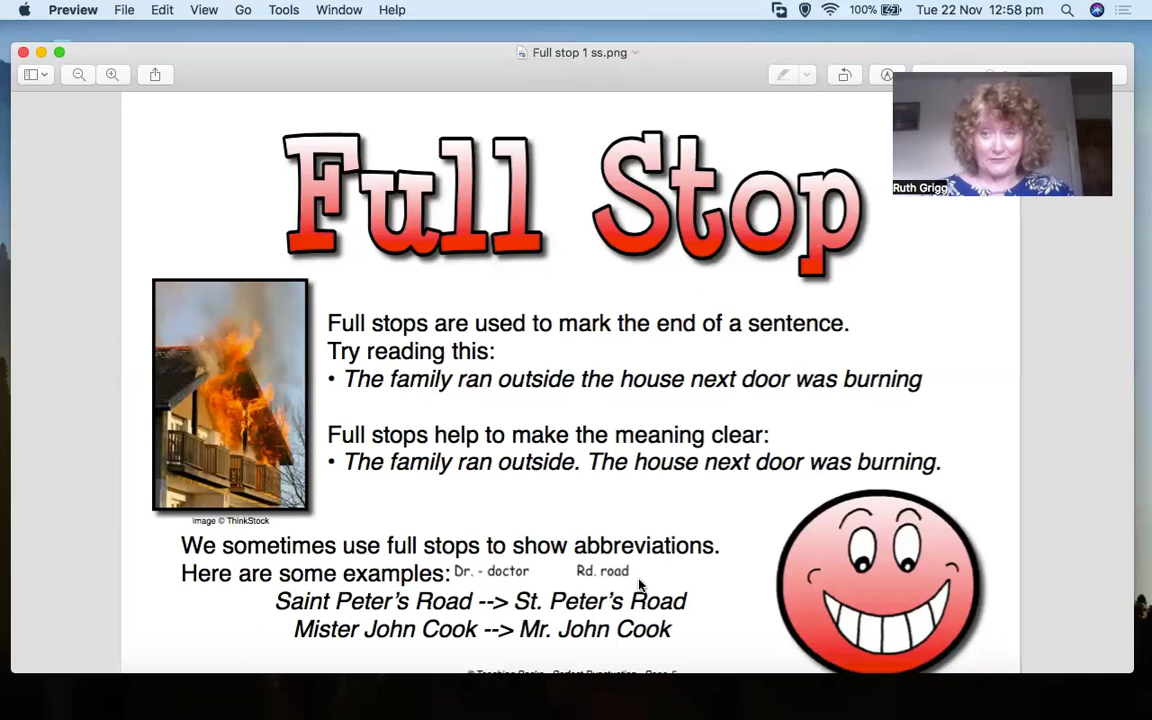 Preview File Edit View Go Tools Window Help 100% Tue 22 Nov 12:58 pm
Full stop 1 ss.png
Ruth Grigg
Full Stop
Full stops are used to mark the end of a sentence.
Try reading this:
• The family ran outside the house next door was burning
Full stops help to make the meaning clear:
• The family ran outside. The house next door was burning.
Image © ThinkStock
We sometimes use full stops to show abbreviations.
Here are some examples: Dr. - doctor Rd. road
Saint Peter's Road --> St. Peter's Road
Mister John Cook --> Mr. John Cook